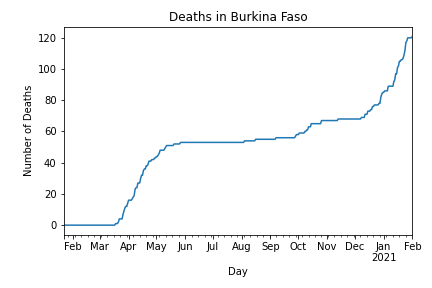 Deaths in Burkina Faso
120
100
80
60
40
20
0
Number of Deaths
Feb Mar Apr May Jun Jul Aug Sep Oct Nov Dec Jan Feb
2021
Day